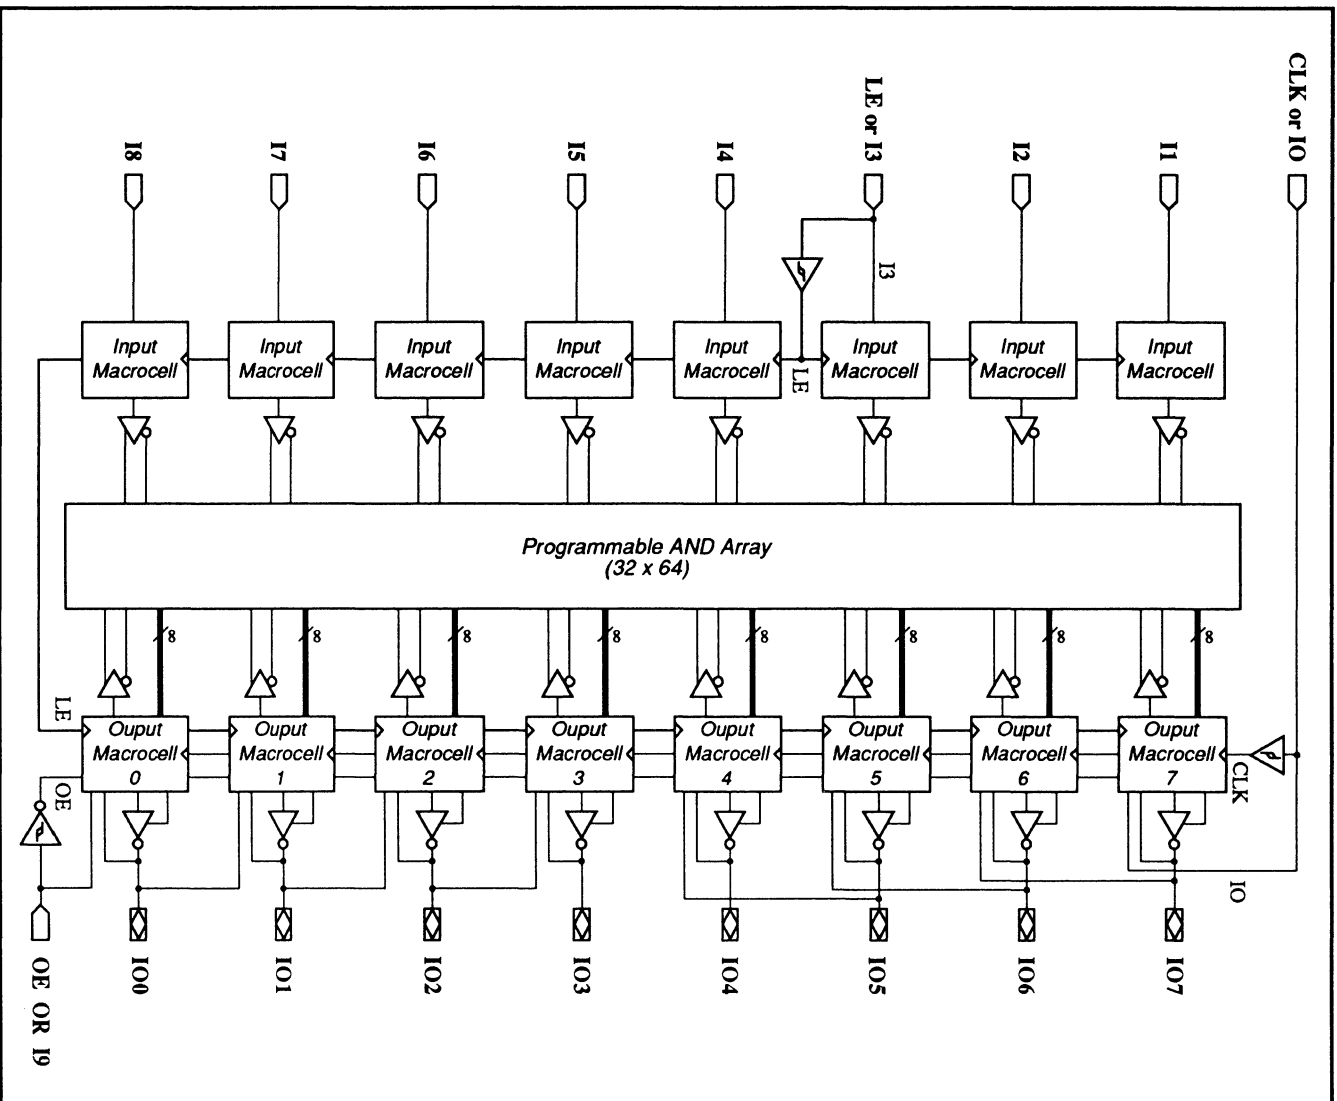 CLK or IO
LE or I3
I8
I7
I6
I5
I4
I2
I1
I3
Input Macrocell
Input Macrocell
Input Macrocell
Input Macrocell
Input Macrocell
LE
Input Macrocell
Input Macrocell
Input Macrocell
Programmable AND Array
(32 x 64)
8
8
8
8
8
8
8
8
LE
Ouput Macrocell 0
Ouput Macrocell 1
Ouput Macrocell 2
Ouput Macrocell 3
Ouput Macrocell 4
Ouput Macrocell 5
Ouput Macrocell 6
Ouput Macrocell 7
CLK
OE
IO
OE OR I9
IO0
IO1
IO2
IO3
IO4
IO5
IO6
IO7